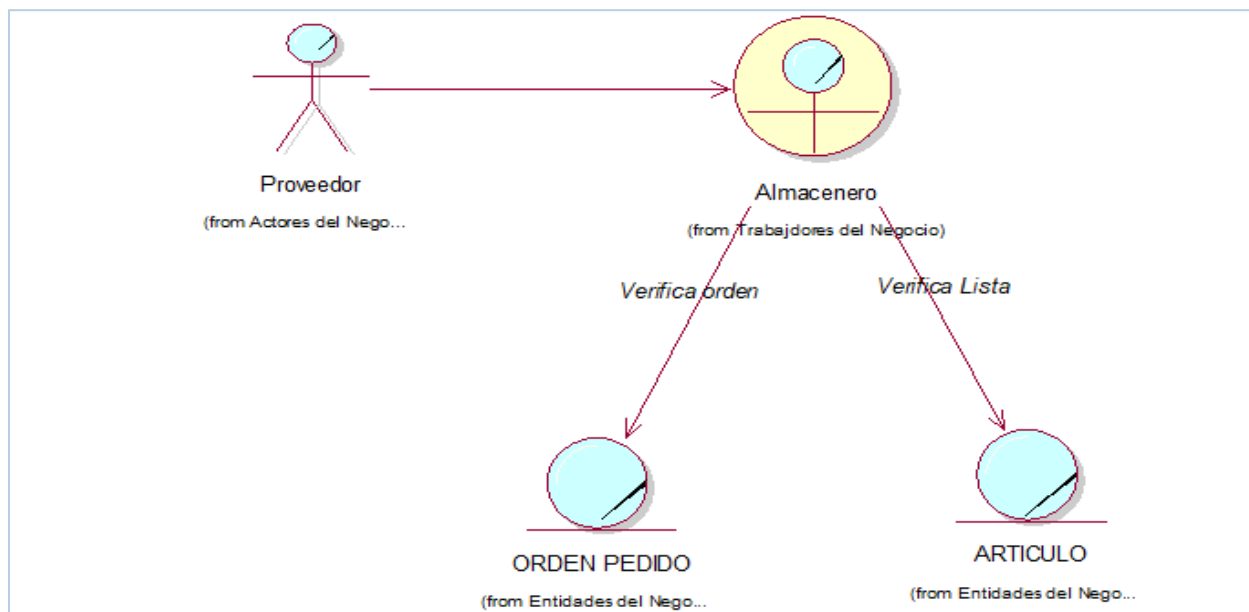 Proveedor
(from Actores del Nego...
Almacenero
(from Trabajdores del Negocio)
Verifica orden
Verifica Lista
ORDEN PEDIDO
(from Entidades del Nego...
ARTICULO
(from Entidades del Nego...